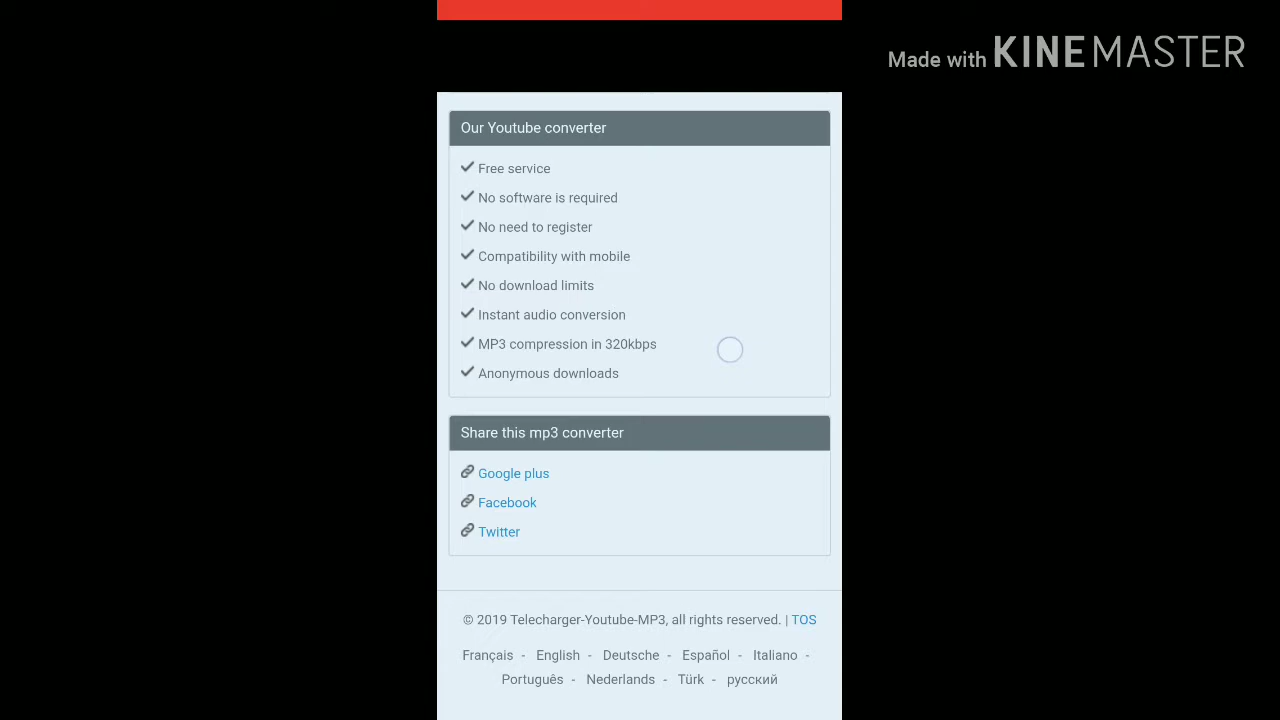 Made with KINEMASTER
Our Youtube converter
Free service
No software is required
No need to register
Compatibility with mobile
No download limits
Instant audio conversion
MP3 compression in 320kbps
Anonymous downloads
Share this mp3 converter
Google plus
Facebook
Twitter
© 2019 Telecharger-Youtube-MP3, all rights reserved. | TOS
Français - English - Deutsche - Español - Italiano -
Português - Nederlands - Türk - русский